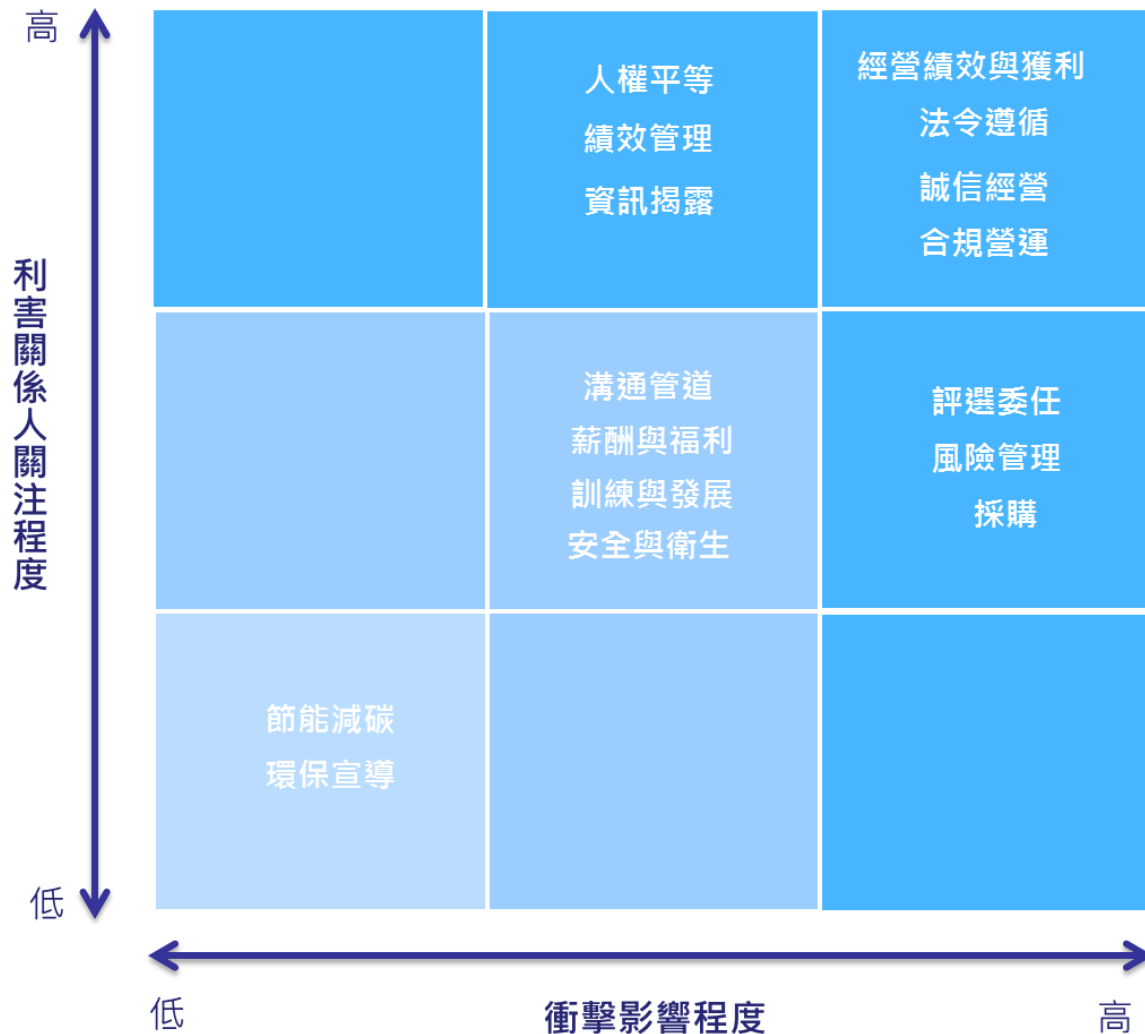 高
利害關係人關注程度
低
人權平等
績效管理
資訊揭露
經營績效與獲利
法令遵循
誠信經營
合規營運
溝通管道
薪酬與福利
訓練與發展
安全與衛生
評選委任
風險管理
採購
節能減碳
環保宣導
低
衝擊影響程度
高